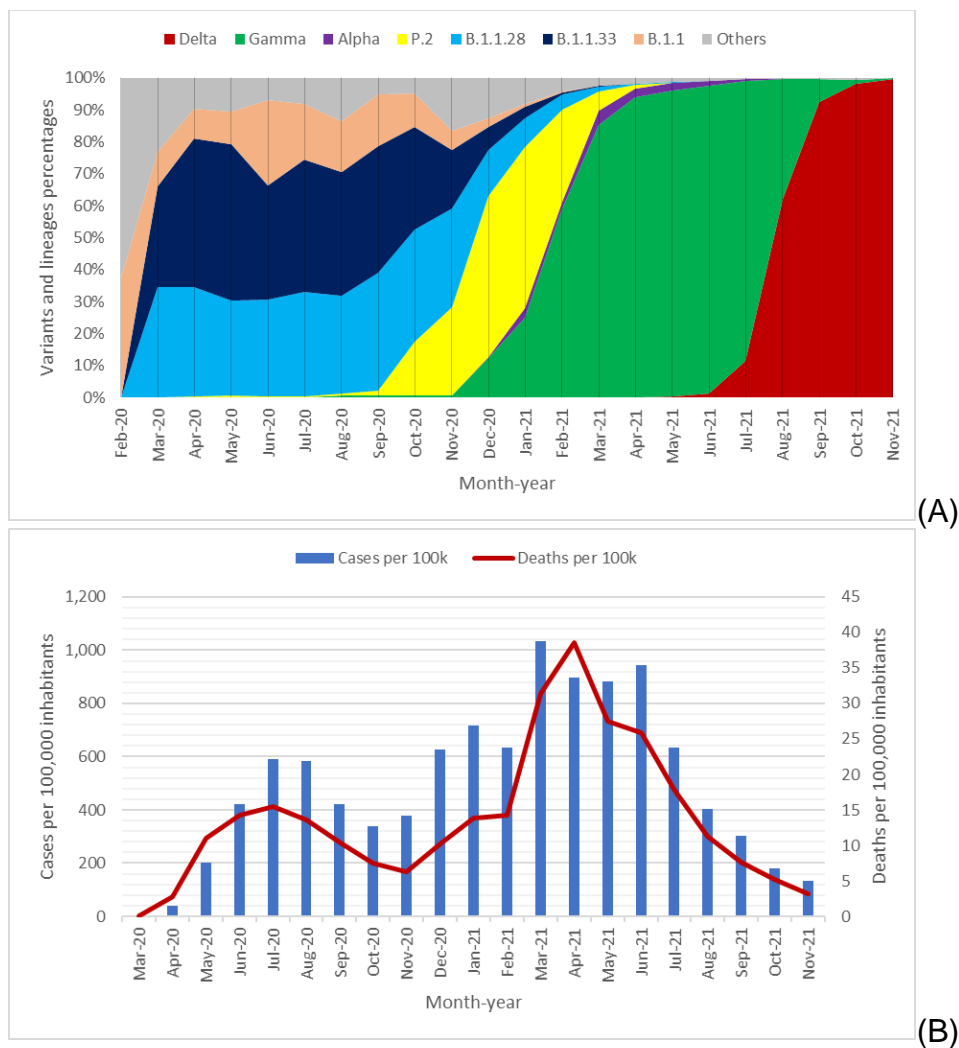 Delta Gamma Alpha P.2 B.1.1.28 B.1.1.33 B.1.1 Others
Variants and lineages percentages
100%
90%
80%
70%
60%
50%
40%
30%
20%
10%
0%
Feb-20 Mar-20 Apr-20 May-20 Jun-20 Jul-20 Aug-20 Sep-20 Oct-20 Nov-20 Dec-20 Jan-21 Feb-21 Mar-21 Apr-21 May-21 Jun-21 Jul-21 Aug-21 Sep-21 Oct-21 Nov-21
Month-year
(A)
Cases per 100k Deaths per 100k
Cases per 100,000 inhabitants
1,200
1,000
800
600
400
200
0
45
40
35
30
25
20
15
10
5
0
Deaths per 100,000 inhabitants
Mar-20 Apr-20 May-20 Jun-20 Jul-20 Aug-20 Sep-20 Oct-20 Nov-20 Dec-20 Jan-21 Feb-21 Mar-21 Apr-21 May-21 Jun-21 Jul-21 Aug-21 Sep-21 Oct-21 Nov-21
Month-year
(B)